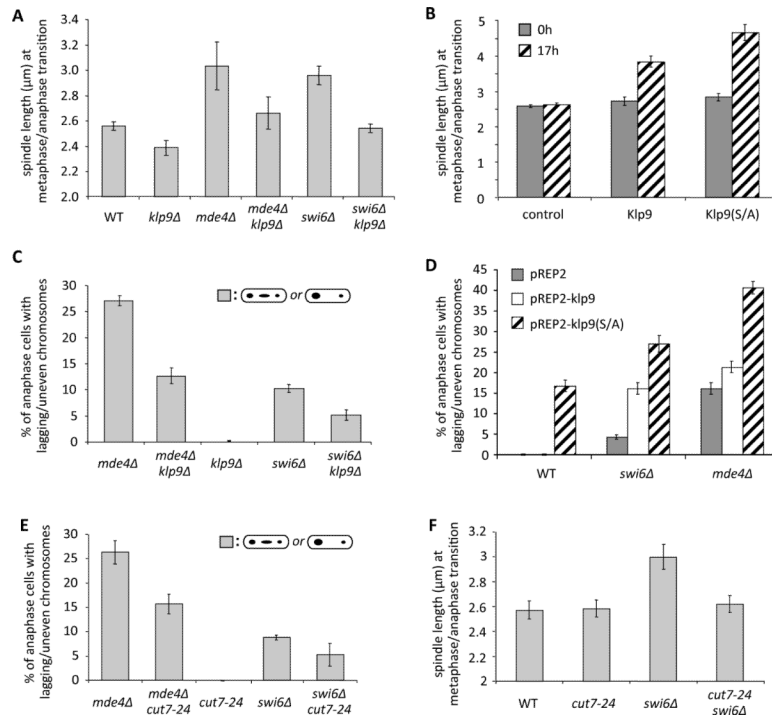 A
spindle length (µm) at
metaphase/anaphase transition
3.4
3.2
3.0
2.8
2.6
2.4
2.2
2.0
WT
klp9Δ
mde4Δ
mde4Δ
klp9Δ
swi6Δ
swi6Δ
klp9Δ
B
spindle length (µm) at
metaphase/anaphase transition
5
4
3
2
1
0
0h
17h
control
Klp9
Klp9(S/A)
C
% of anaphase cells with
lagging/uneven chromosomes
30
25
20
15
10
5
0
: or
mde4Δ
mde4Δ
klp9Δ
klp9Δ
swi6Δ
swi6Δ
klp9Δ
D
% of anaphase cells with
lagging/uneven chromosomes
45
40
35
30
25
20
15
10
5
0
pREP2
pREP2-klp9
pREP2-klp9(S/A)
WT
swi6Δ
mde4Δ
E
% of anaphase cells with
lagging/uneven chromosomes
30
25
20
15
10
5
0
: or
mde4Δ
mde4Δ
cut7-24
cut7-24
swi6Δ
swi6Δ
cut7-24
F
spindle length (µm) at
metaphase/anaphase transition
3.2
3
2.8
2.6
2.4
2.2
2
WT
cut7-24
swi6Δ
cut7-24
swi6Δ